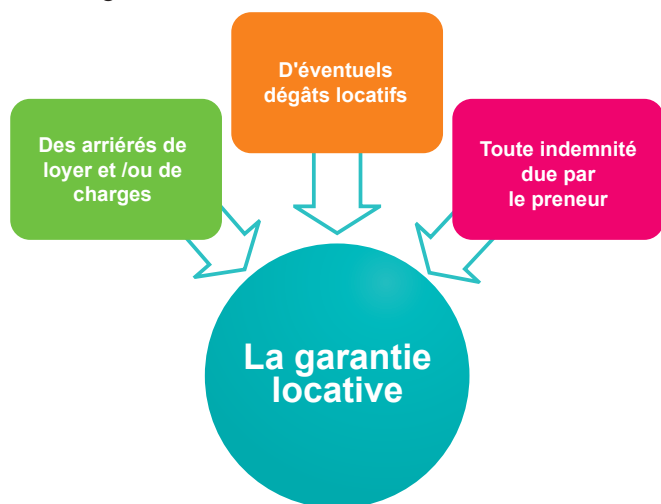 Des arriérés de
loyer et /ou de
charges
D'éventuels
dégâts locatifs
Toute indemnité
due par
le preneur
La garantie
locative